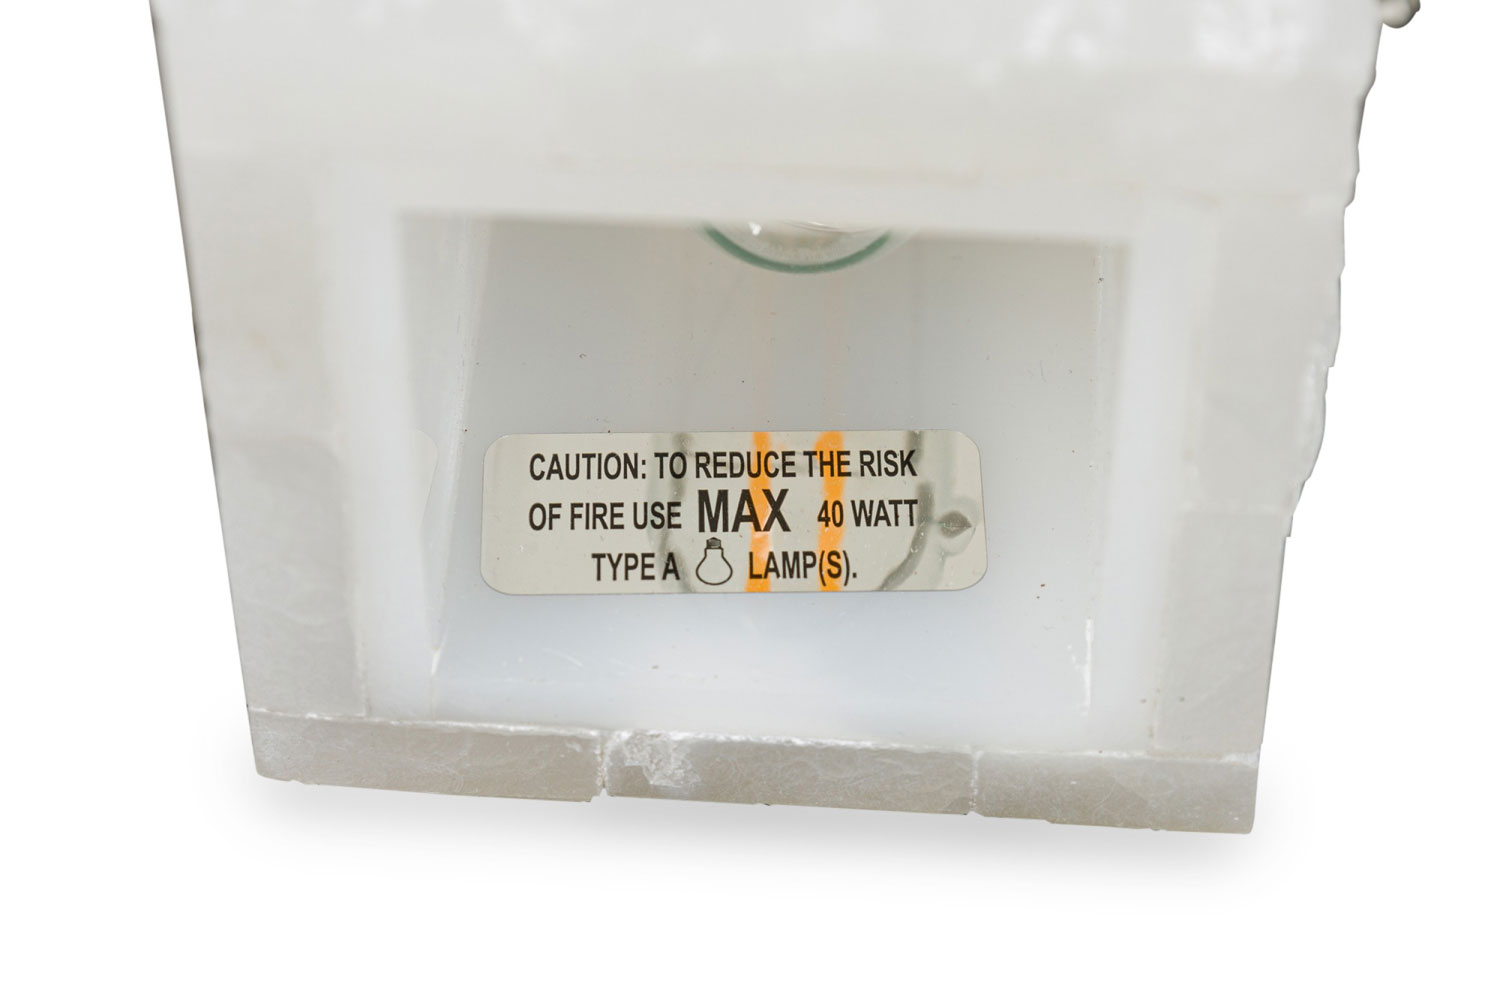 CAUTION: TO REDUCE THE RISK
OF FIRE USE MAX 40 WATT
TYPE A LAMP(S).